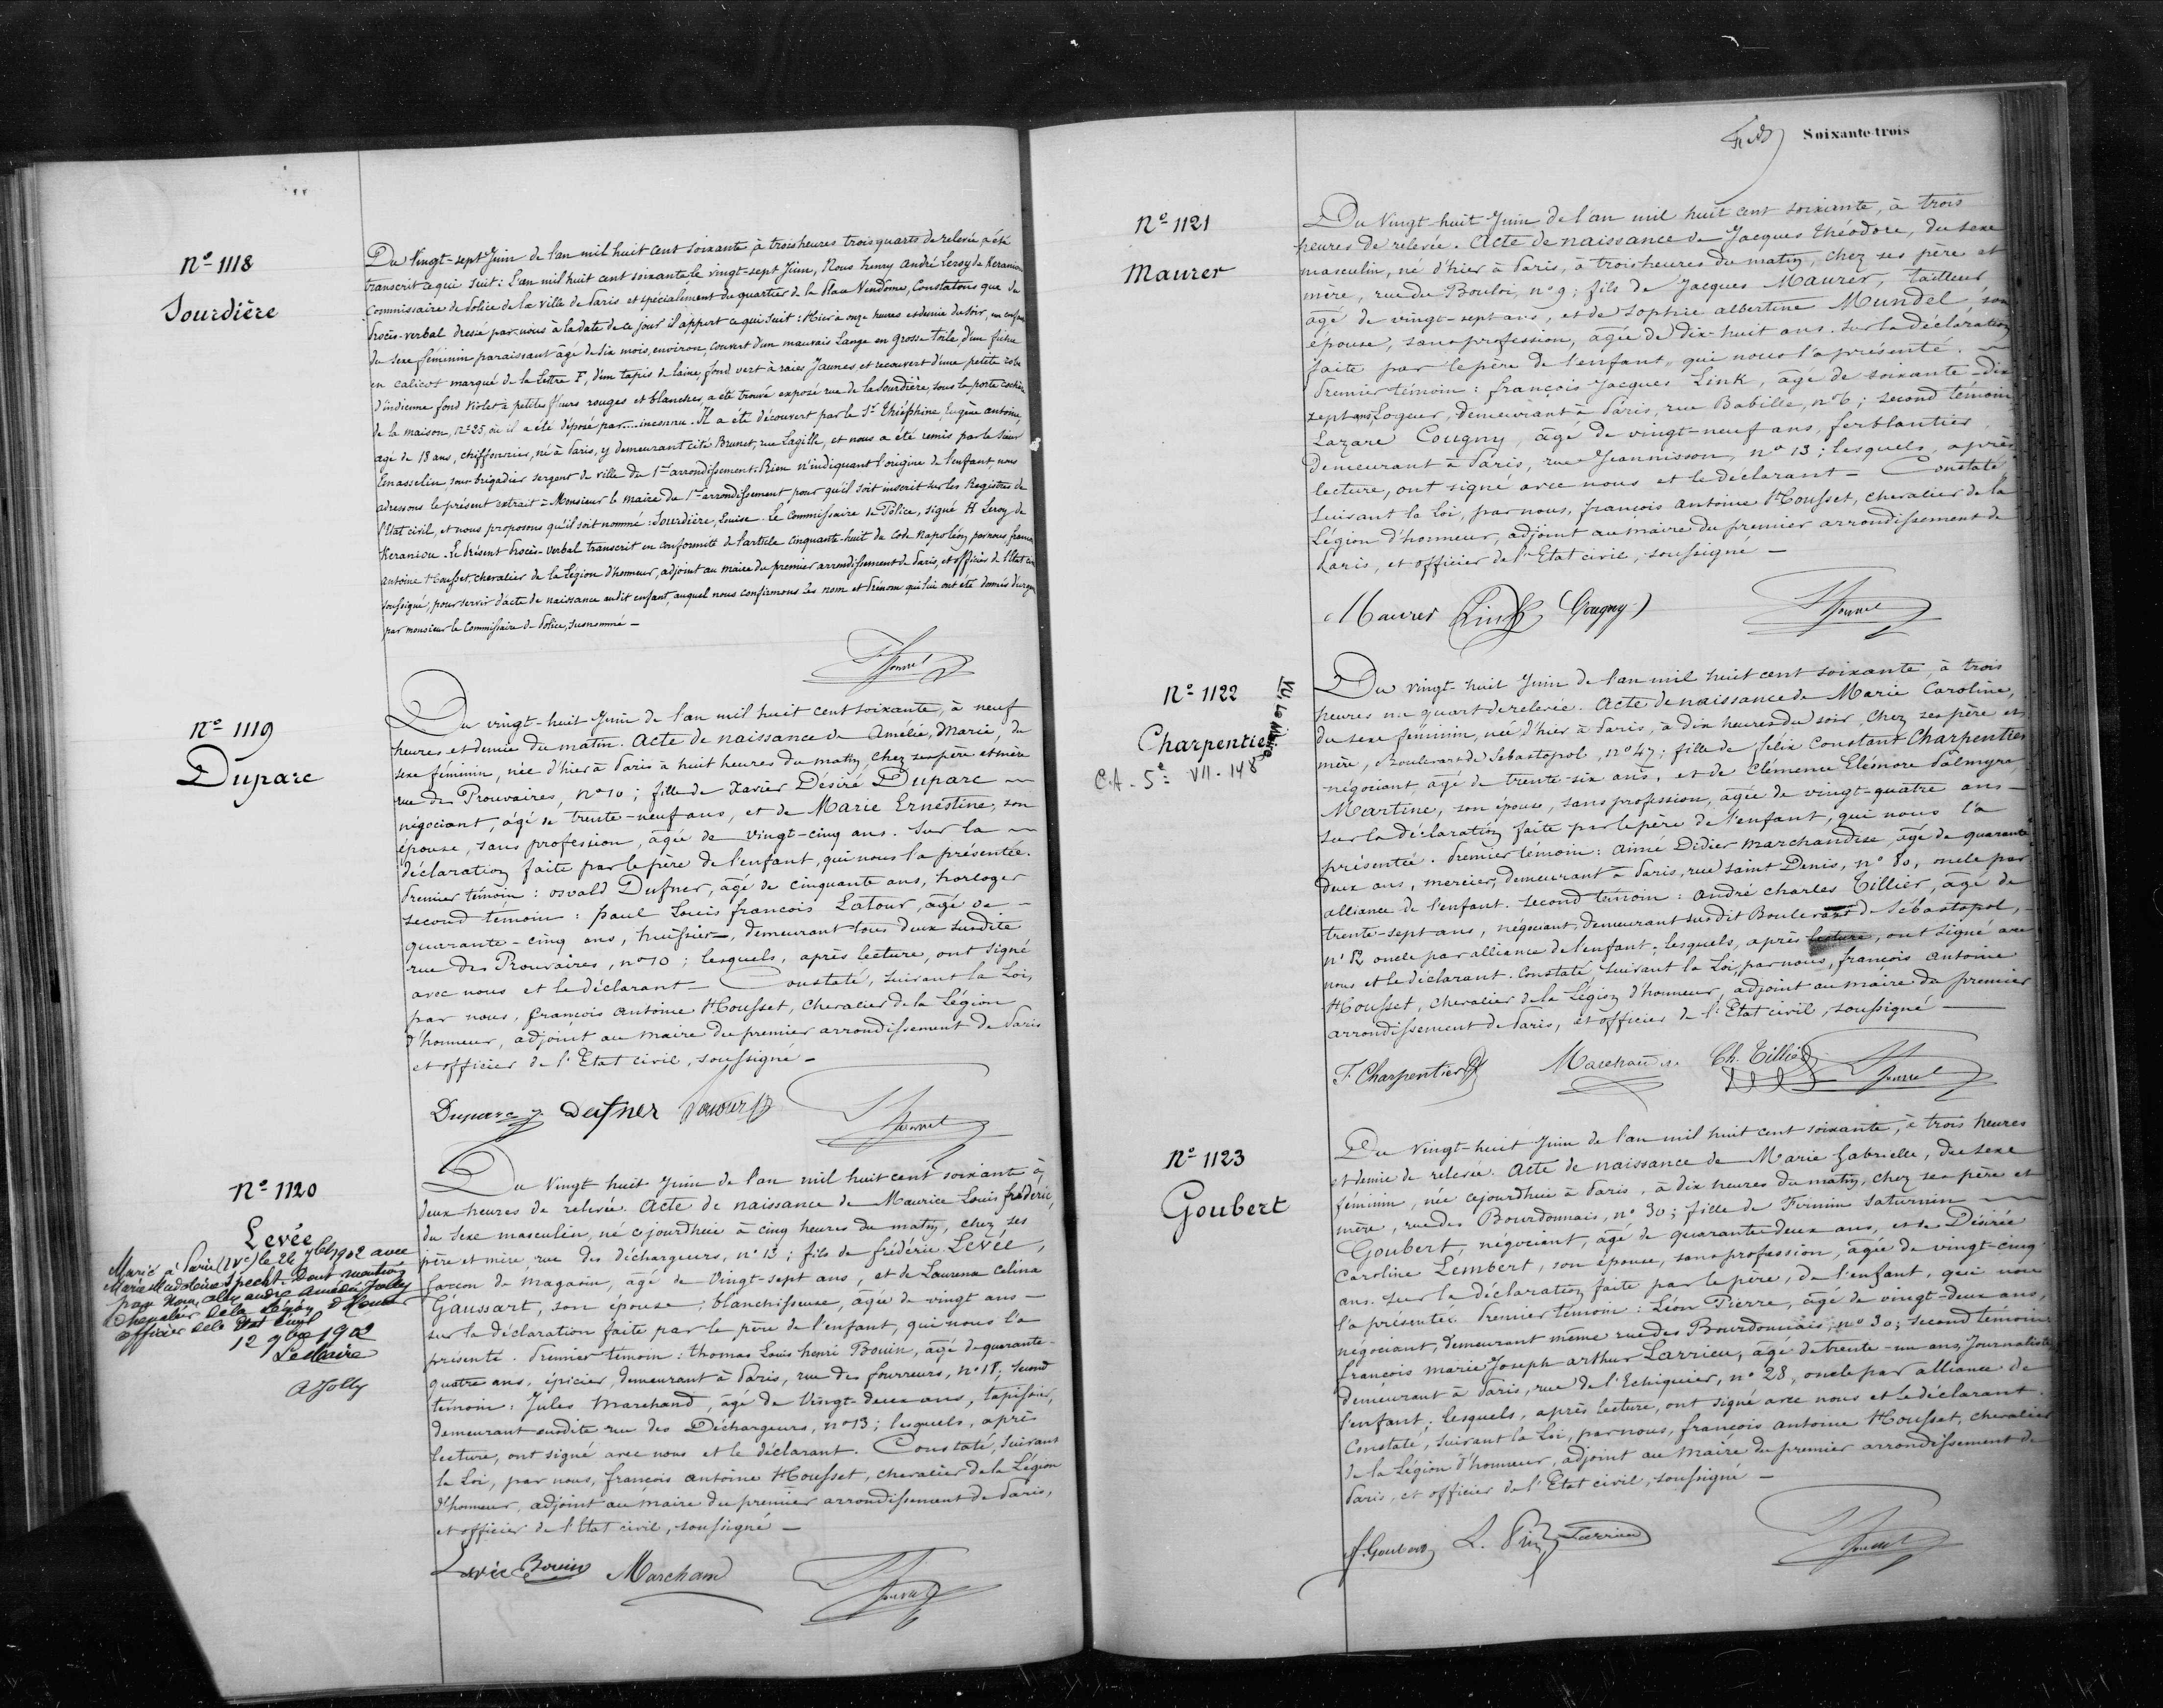 Nº 1118
Sourdière
Du Vingt-sept Juin de l'an mil huit cent soixante à trois heures trois quarts de relevée a été
transcrit ce qui suit : L'an mil huit cent soixante le vingt-sept Juin, Nous henry andré Leroy de Keraniou
Commissaire de Police de la Ville de Paris et spécialement du quartier de la Place Vendôme, Constatons que du
Procès-verbal dressé par nous à la date de ce jour il appert ce qui suit : Hier à onze heures et demie du soir, un enfant
du sexe féminin paraissant âgé de dix mois, environ, couvert d'un mauvais Lange en grosse toile, d'un fichu
en calicot marqué de la lettre F, d'un tapis de laine, fond vert à raies Jaunes, et recouvert d'une petite robe
d'indienne fond violet à petites fleurs rouges et blanches, a été trouvé exposé rue de la Sourdière, sous la porte cochère
de la maison, Nº 25, où il a été déposé par .... inconnu. Il a été découvert par le Sr Thiéphine, Eugène antoine,
agé de 18 ans, chiffonnier, né à Paris, y demeurant cité Brunet, rue Lagille, et nous a été remis par le Sieur
Lenasselin, sous-brigadier sergent de ville du 1er arrondissement. Rien n'indiquant l'origine de l'enfant, nous
adressons le présent extrait à Monsieur le Maire du 1er arrondissement pour qu'il soit inscrit sur les Registres de
l'Etat civil, et nous proposons qu'il soit nommé : Sourdière, Louise. Le Commissaire de Police, signé H Leroy de
Keraniou. Le Présent Procès-verbal transcrit en conformité de l'article cinquante-huit du Code Napoléon, par nous françois
antoine Housset, chevalier de la Légion d'honneur, adjoint au maire du premier arrondissement de Paris, et officier de l'Etat civil
soussigné, pour servir d'acte de naissance audit enfant, auquel nous confirmons les nom et Prénom qui lui ont été donnés d'urgence
par monsieur le Commissaire de Police, susnommé —
Nº 1119
Duparc
Du vingt-huit Juin de l'an mil huit cent soixante, à neuf
heures et demie du matin. Acte de naissance de Amélie, Marie, du
sexe féminin, née d'hier à Paris à huit heures du matin, chez ses père et mère
rue des Prouvaires, nº 10 ; fille de Xavier Désiré Duparc
négociant, âgé de trente-neuf ans, et de Marie Ernestine, son
épouse, sans profession, âgée de vingt-cinq ans. Sur la
déclaration faite par le père de l'enfant, qui nous l'a présentée.
Premier témoin : osvald Dufner, âgé de cinquante ans, horloger
second témoin : Paul Louis françois Latour, âgé de
quarante-cinq ans, huissier, demeurant tous deux susdite
rue des Prouvaires, nº 10 ; lesquels, après lecture, ont signé
avec nous et le déclarant — Constaté, suivant la Loi,
par nous, françois antoine Housset, chevalier de la Légion
d'honneur, adjoint au maire du premier arrondissement de Paris
et officier de l'Etat civil, soussigné —
Duparc Dufner Latour
Nº 1120
Levée
Marié à Paris (IVe) le 24 7bre 1902 avec
Marie Madeleine Specht. Dont mention
par Nous, Alexandre Amédée Jolly
Chevalier de la Légion d'Honneur
Officier de l'Etat Civil
12 9bre 1902
Le Maire
A Jolly
Du Vingt huit Juin de l'an mil huit cent soixante à
deux heures de relevée. Acte de naissance de Maurice Louis frédéric,
du sexe masculin, né cejourdhui à cinq heures du matin, chez ses
père et mère, rue des déchargeurs, nº 13 ; fils de frédéric Levée,
garçon de magasin, âgé de Vingt-sept ans, et de Laurence Celina
Gaussart, son épouse, blanchisseuse, âgée de vingt ans —
sur la déclaration faite par le père de l'enfant, qui nous l'a
présenté. Premier témoin : thomas Louis henri Bouin, âgé de quarante-
quatre ans, épicier, demeurant à Paris, rue des fourreurs, nº 18 ; second
témoin : Jules Marchand, âgé de Vingt-deux ans, tapissier,
demeurant susdite rue des Déchargeurs, nº 13 ; lesquels, après
lecture, ont signé avec nous et le déclarant. Constaté, suivant
la Loi, par nous, françois antoine Housset, chevalier de la Légion
d'honneur, adjoint au maire du premier arrondissement de Paris,
et officier de l'Etat civil, soussigné —
Levée Bouin Marchand
Soixante-trois
Nº 1121
Maurer
Du Vingt huit Juin de l'an mil huit cent soixante, à trois
heures de relevée. Acte de naissance de Jacques théodore, du sexe
masculin, né d'hier à Paris, à trois heures du matin, chez ses père et
mère, rue du Bouloi, nº 9 ; fils de Jacques Maurer, tailleur,
âgé de vingt-sept ans, et de Sophie albertine Mundel, son
épouse, sans profession, âgée de dix-huit ans. Sur la déclaration
faite par le père de l'enfant, qui nous l'a présenté.
Premier témoin : françois Jacques Link, âgé de soixante-dix
sept ans, Logeur, demeurant à Paris, rue Babille, nº 6 ; second témoin
Lazare Cougny, âgé de vingt-neuf ans, ferblantier,
demeurant à Paris, rue Jeannisson, nº 13 ; lesquels, après
lecture, ont signé avec nous et le déclarant — Constaté,
suivant la Loi, par nous, françois antoine Housset, chevalier de la
Légion d'honneur, adjoint au maire du premier arrondissement de
Paris, et officier de l'Etat civil, soussigné —
Maurer Link Cougny
Nº 1122
Charpentier
C.A. 5e VII. 148
Vu, Le Maire
Du vingt-huit Juin de l'an mil huit cent soixante, à trois
heures un quart de relevée. Acte de naissance de Marie Caroline,
du sexe féminin, née d'hier à Paris, à dix heures du soir, chez ses père et
mère, Boulevart de Sébastopol, nº 47 ; fille de félix Constant Charpentier
négociant, âgé de trente-six ans, et de Clémence Eléonore Palmyre
Martine, son épouse, sans profession, âgée de vingt-quatre ans —
Sur la déclaration faite par le père de l'enfant, qui nous l'a
présentée. Premier témoin : aimé Didier marchandise, âgé de quarante
deux ans, mercier, demeurant à Paris, rue Saint Denis, nº 80, oncle par
alliance de l'enfant. Second témoin : André charles Tillier, âgé de
trente-sept ans, négociant, demeurant susdit Boulevart de Sébastopol,
nº 52 oncle par alliance de l'enfant ; lesquels, après lecture, ont signé avec
nous et le déclarant. Constaté, suivant la Loi, par nous, françois antoine
Housset, chevalier de la Légion d'honneur, adjoint au maire du premier
arrondissement de Paris, et officier de l'Etat civil, soussigné —
F. Charpentier Marchandise Ch. Tillier
Nº 1123
Goubert
Du Vingt-huit Juin de l'an mil huit cent soixante, à trois heures
et demie de relevée. Acte de naissance de Marie Gabrielle, du sexe
féminin, née cejourdhui à Paris, à dix heures du matin, chez ses père et
mère, rue des Bourdonnais, nº 30 ; fille de Firmin Saturnin
Goubert, négociant, âgé de quarante deux ans, et de Désirée
Caroline Lembert, son épouse, sans profession, âgée de vingt-cinq
ans. Sur la déclaration faite par le père, de l'enfant, qui nous
l'a présentée. Premier témoin : Léon Pierre, âgé de vingt-deux ans,
négociant, demeurant même rue des Bourdonnais, nº 30 ; second témoin
françois marie Joseph arthur Larrieu, âgé de trente-un ans, Journaliste
demeurant à Paris, rue de l'Echiquier, nº 28, oncle par alliance de
l'enfant ; lesquels, après lecture, ont signé avec nous et le déclarant.
Constaté, suivant la Loi, par nous, françois antoine Housset, chevalier
de la Légion d'honneur, adjoint au maire du premier arrondissement de
Paris, et officier de l'Etat civil, soussigné —
Larrieu